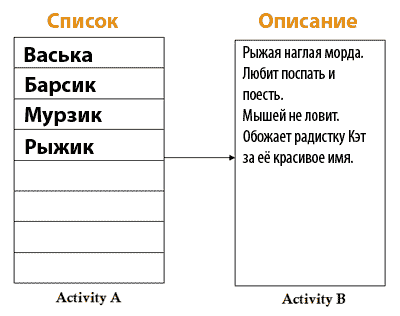 Список
Васька
Барсик
Мурзик
Рыжик
Activity A
Описание
Рыжая наглая морда.
Любит поспать и
поесть.
Мышей не ловит.
Обожает радистку Кэт
за её красивое имя.
Activity B